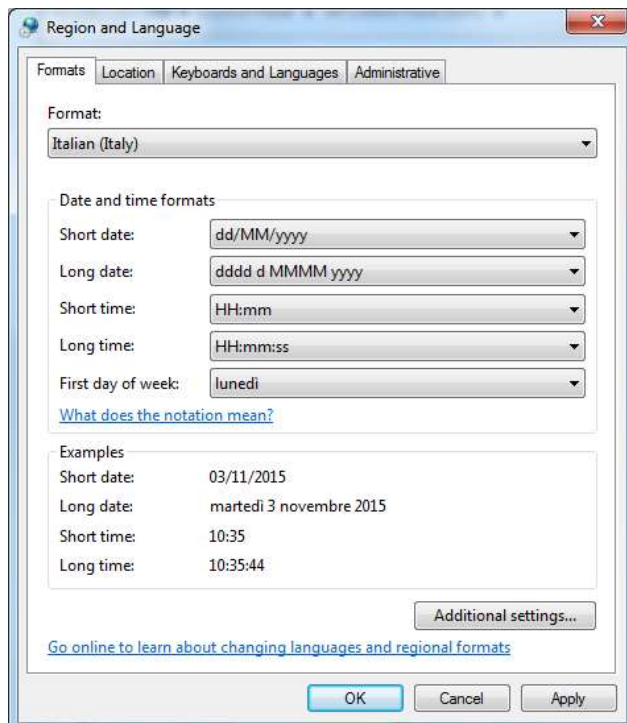 Region and Language
Formats Location Keyboards and Languages Administrative
Format:
Italian (Italy)
Date and time formats
Short date: dd/MM/yyyy
Long date: dddd d MMMM yyyy
Short time: HH:mm
Long time: HH:mm:ss
First day of week: lunedì
What does the notation mean?
Examples
Short date: 03/11/2015
Long date: martedì 3 novembre 2015
Short time: 10:35
Long time: 10:35:44
Additional settings...
Go online to learn about changing languages and regional formats
OK Cancel Apply